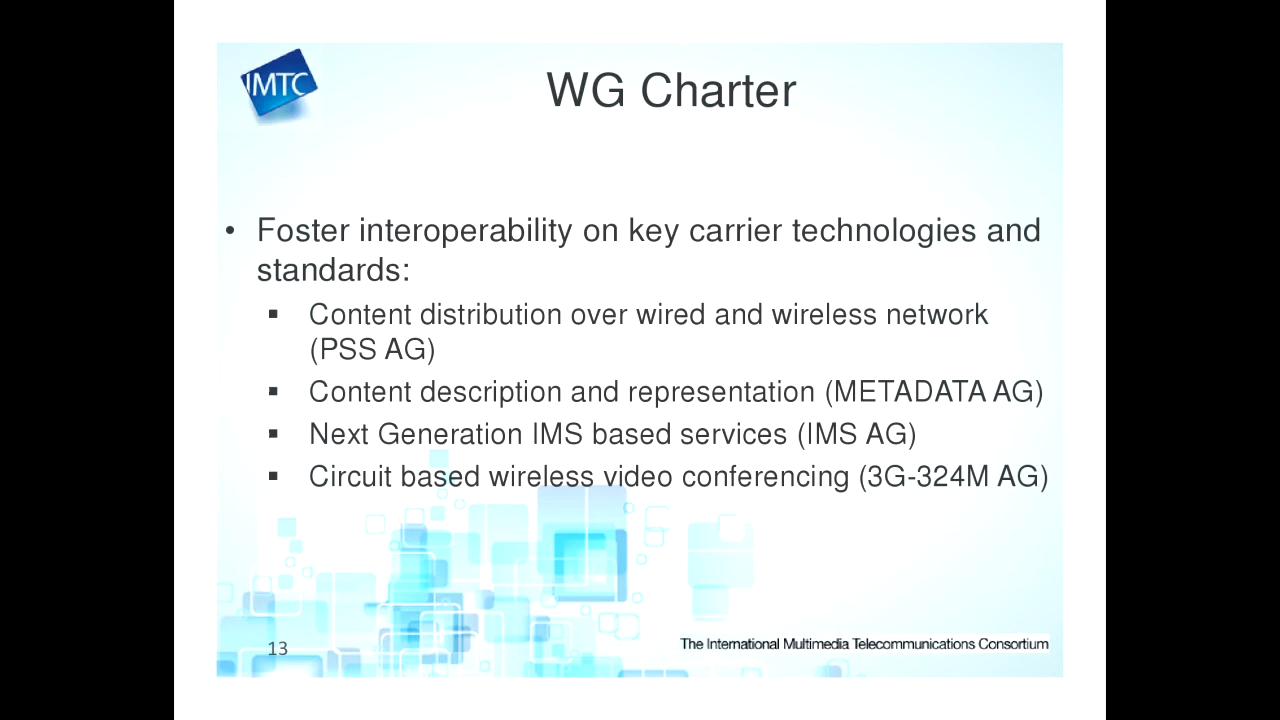 IMTC
WG Charter
• Foster interoperability on key carrier technologies and
standards:
▪ Content distribution over wired and wireless network
(PSS AG)
▪ Content description and representation (METADATA AG)
▪ Next Generation IMS based services (IMS AG)
▪ Circuit based wireless video conferencing (3G-324M AG)
13
The International Multimedia Telecommunications Consortium